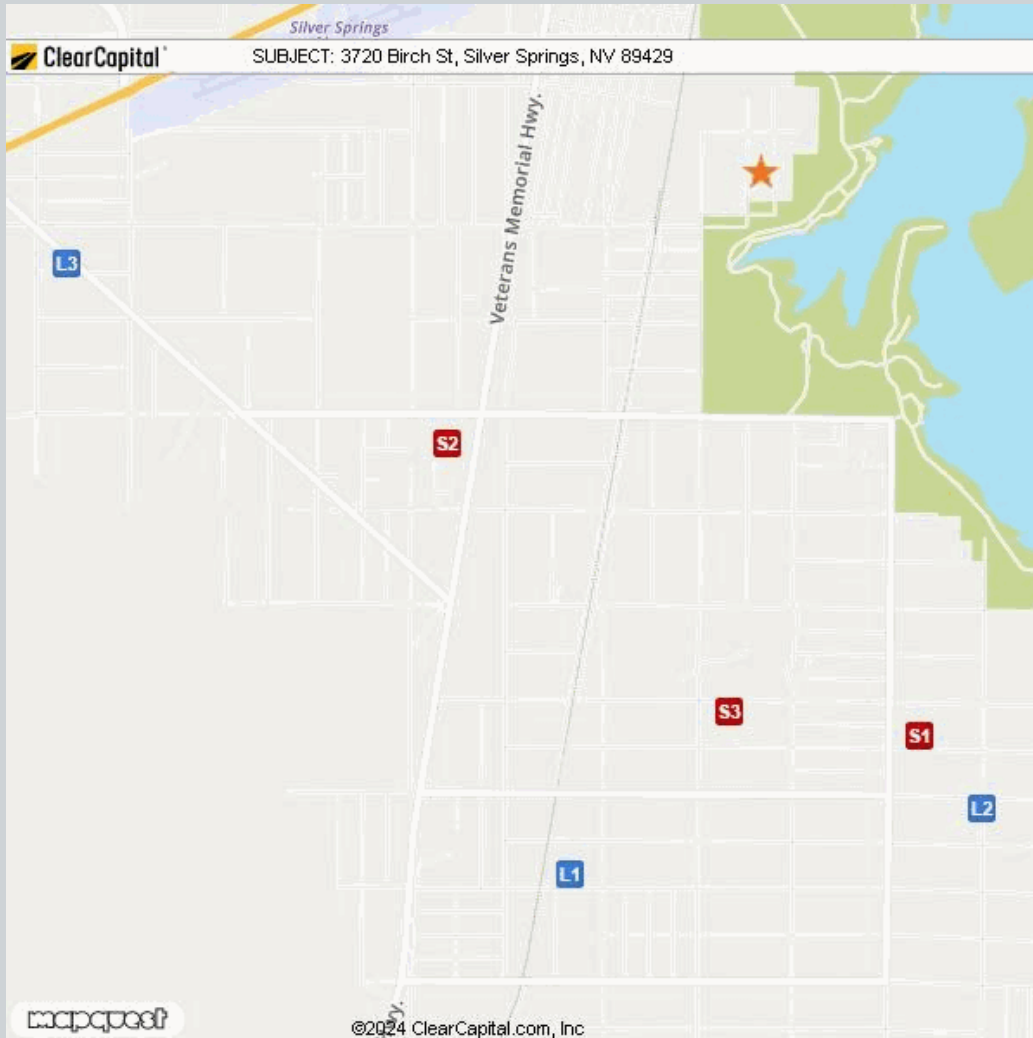 Silver Springs
ClearCapital
SUBJECT: 3720 Birch St, Silver Springs, NV 89429
Veterans Memorial Hwy.
L3
S2
S3
S1
L2
L1
mapquest
©2024 ClearCapital.com, Inc